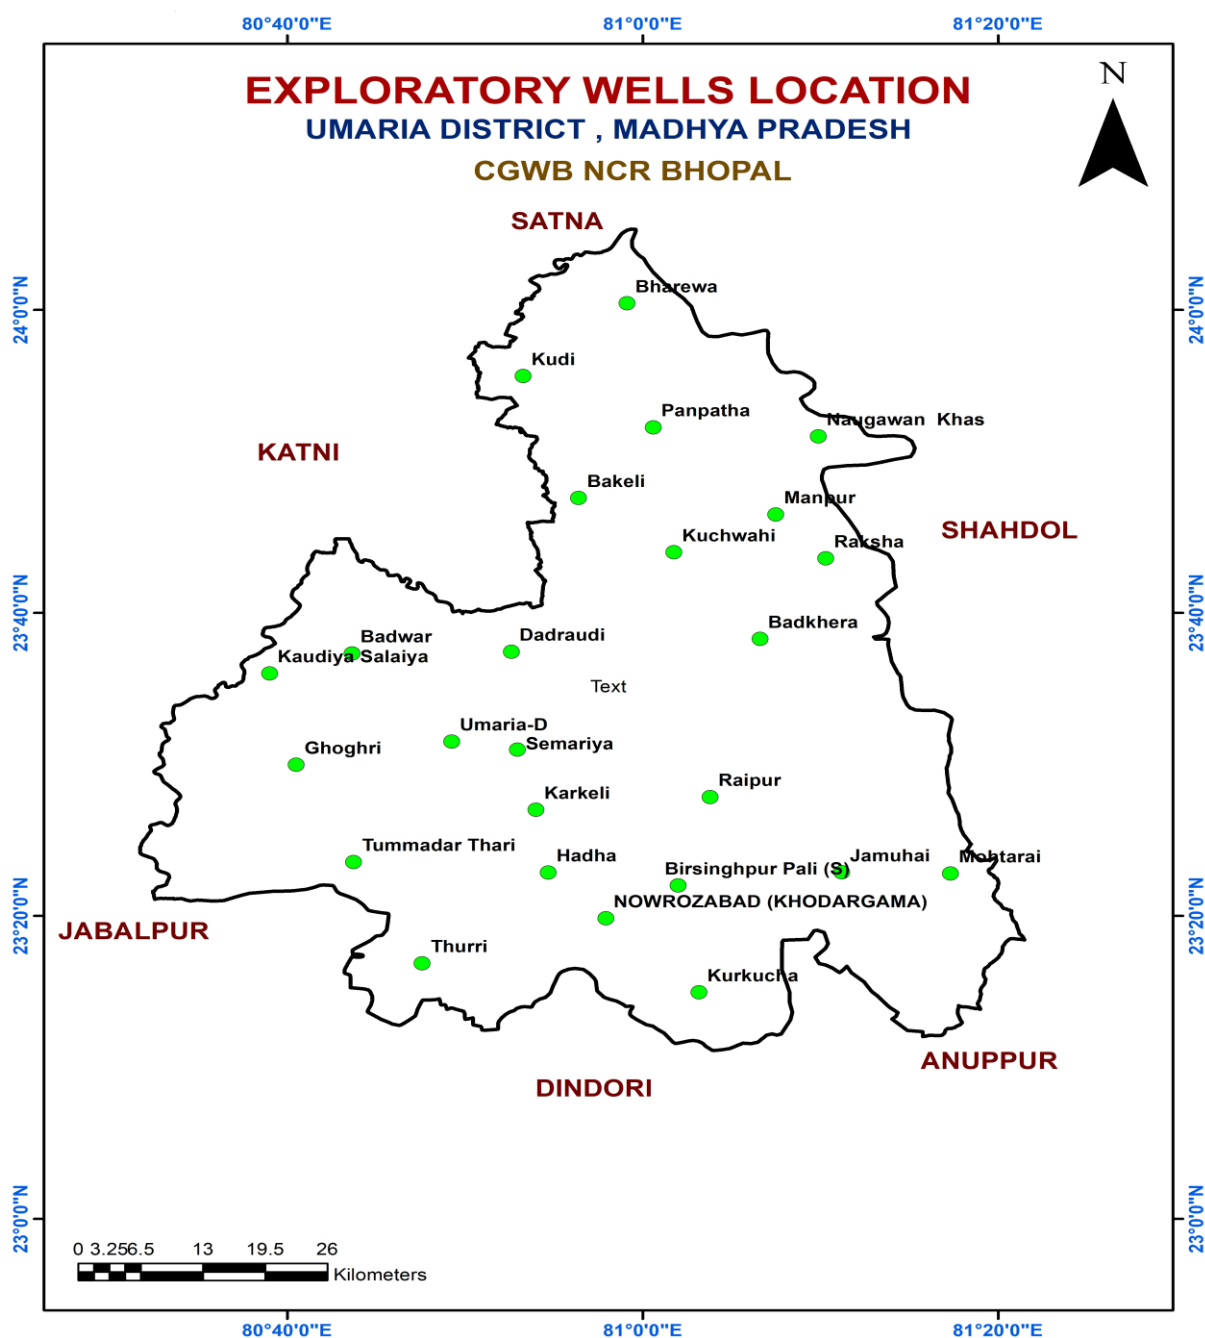 80°40'0"E 81°0'0"E 81°20'0"E
EXPLORATORY WELLS LOCATION
N
UMARIA DISTRICT , MADHYA PRADESH
CGWB NCR BHOPAL
SATNA
Bharewa
24°0'0"N 24°0'0"N
Kudi
Panpatha
Naugawan Khas
KATNI
Bakeli
Manpur
SHAHDOL
Kuchwahi
Raksha
23°40'0"N 23°40'0"N
Badkhera
Badwar
Dadraudi
Kaudiya Salaiya
Text
Umaria-D
Semariya
Ghoghri
Raipur
Karkeli
Tummadar Thari
Hadha
Jamuhai
Mohtarai
Birsinghpur Pali (S)
NOWROZABAD (KHODARGAMA)
23°20'0"N 23°20'0"N
JABALPUR
Thurri
Kurkucha
ANUPPUR
DINDORI
23°0'0"N 23°0'0"N
0 3.25 6.5 13 19.5 26
Kilometers
80°40'0"E 81°0'0"E 81°20'0"E